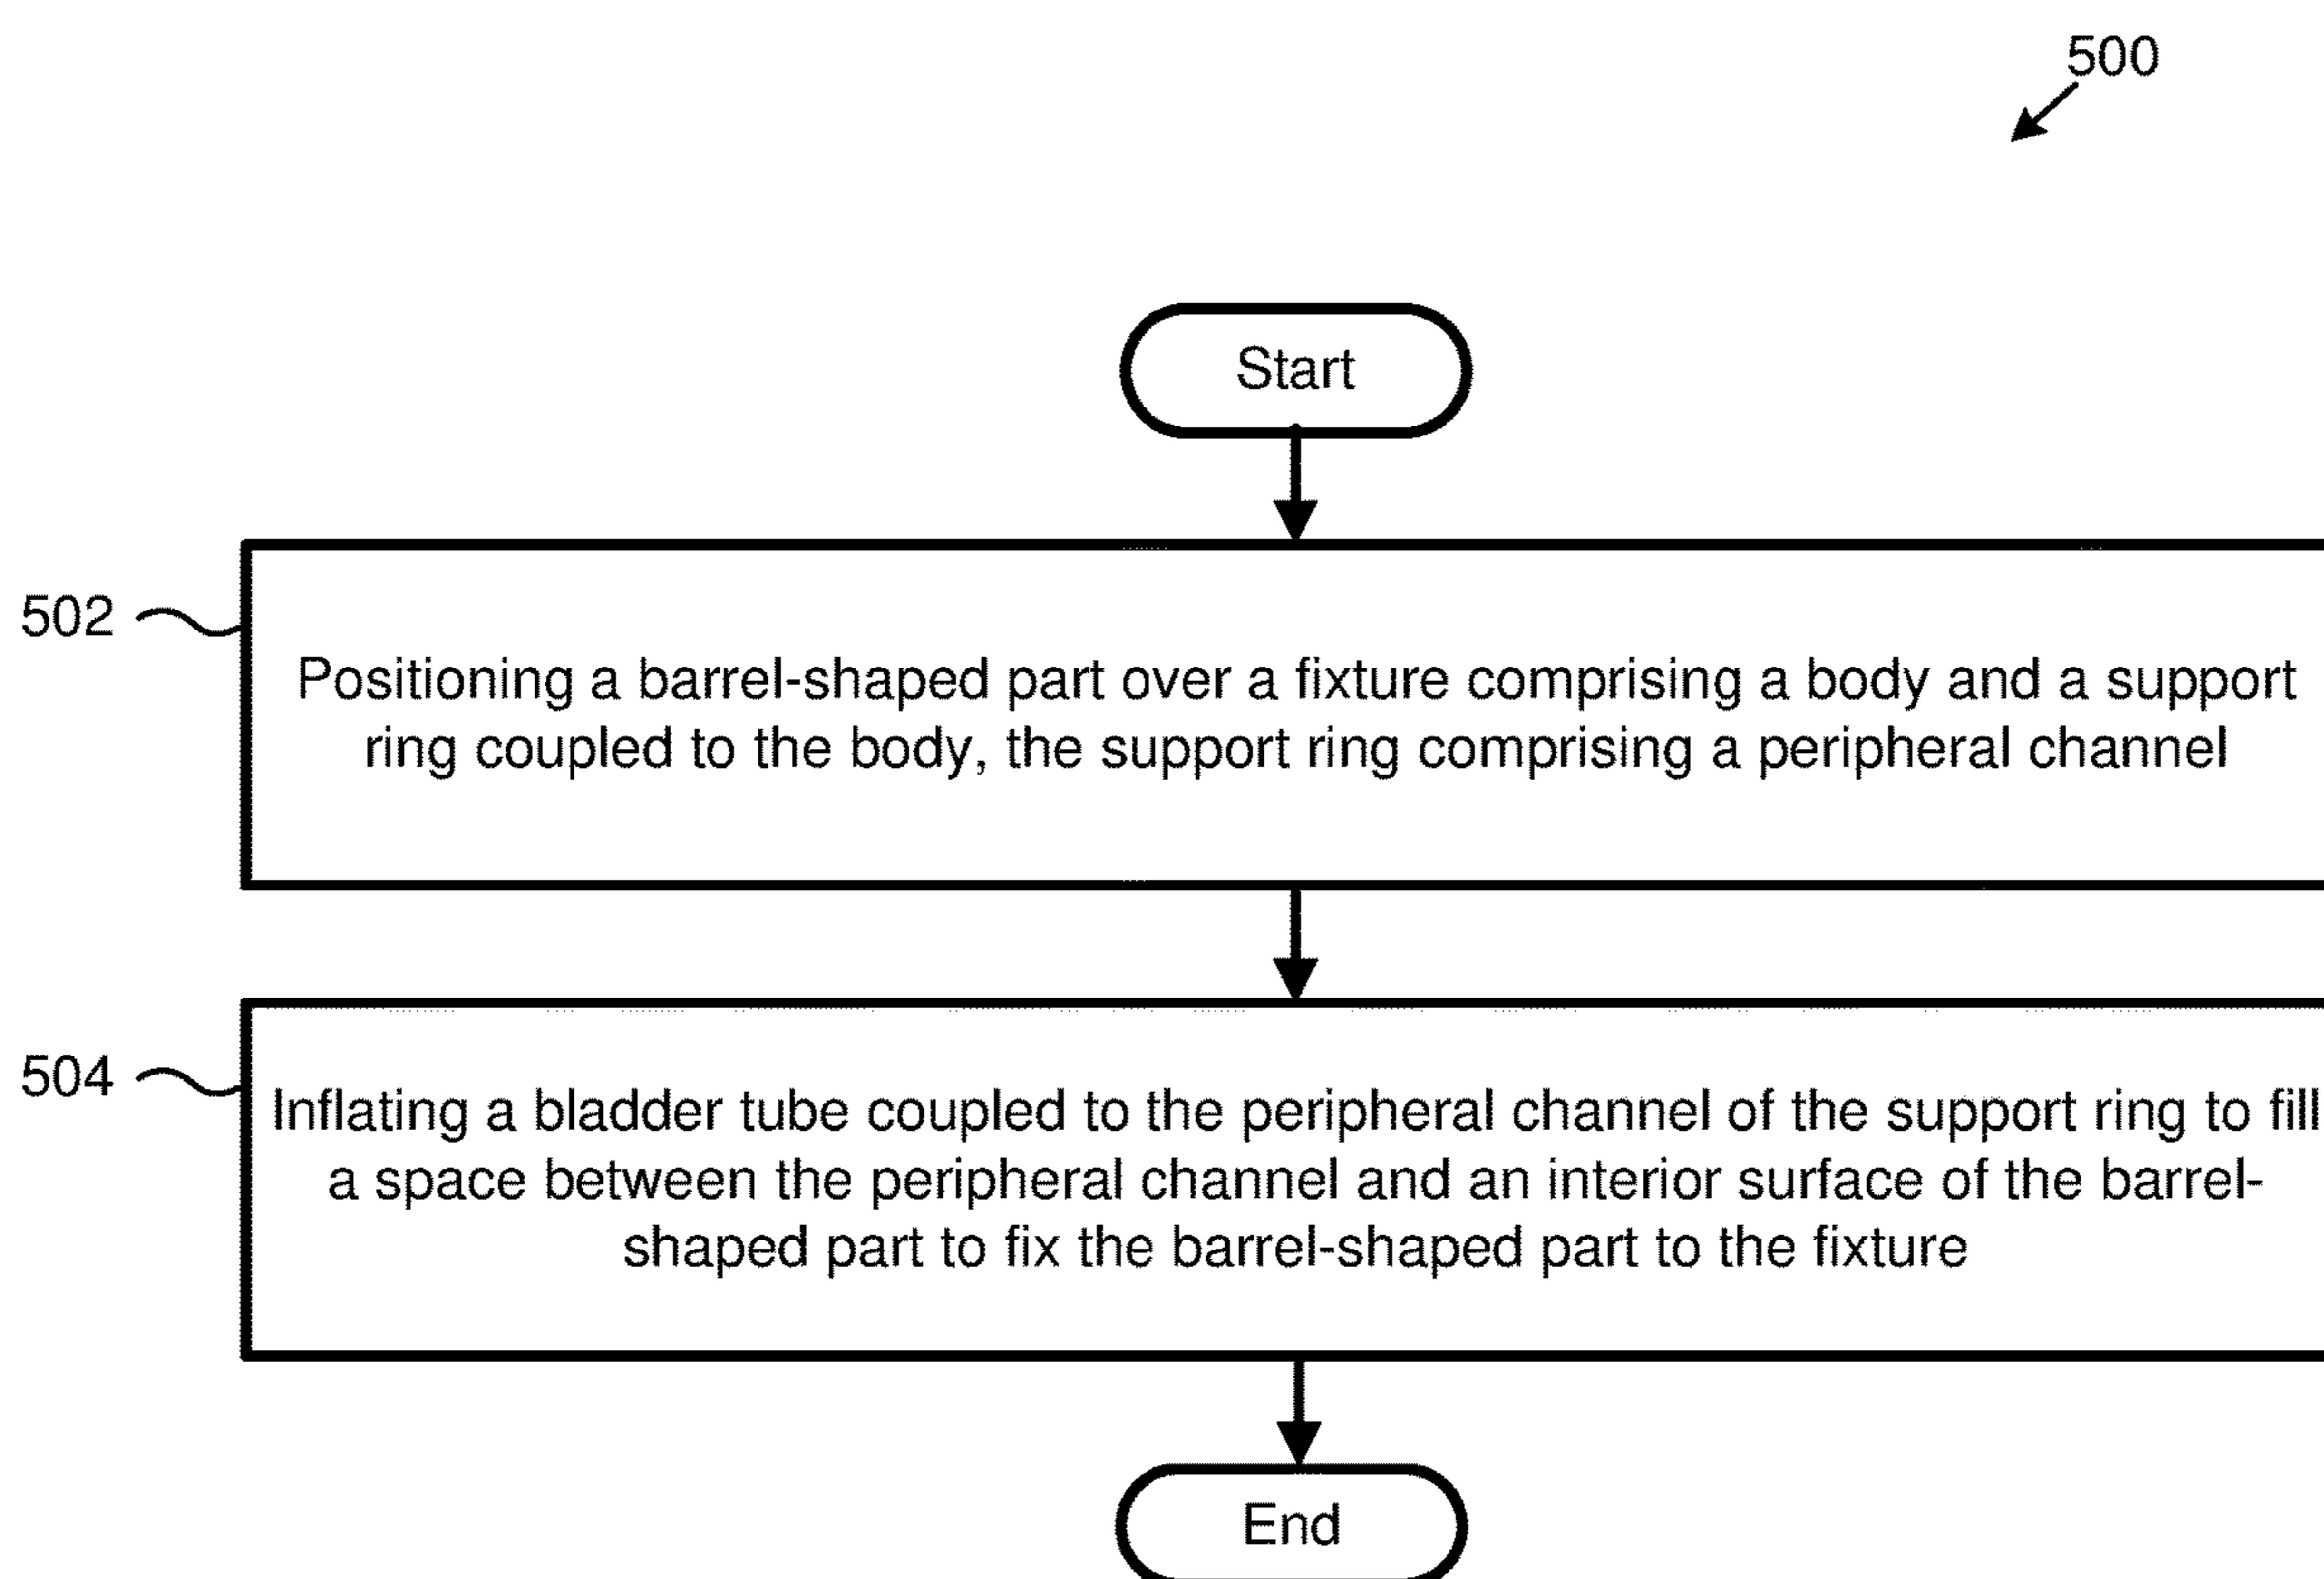 500
Start
502
Positioning a barrel-shaped part over a fixture comprising a body and a support
ring coupled to the body, the support ring comprising a peripheral channel
504
Inflating a bladder tube coupled to the peripheral channel of the support ring to fill
a space between the peripheral channel and an interior surface of the barrel-
shaped part to fix the barrel-shaped part to the fixture
End